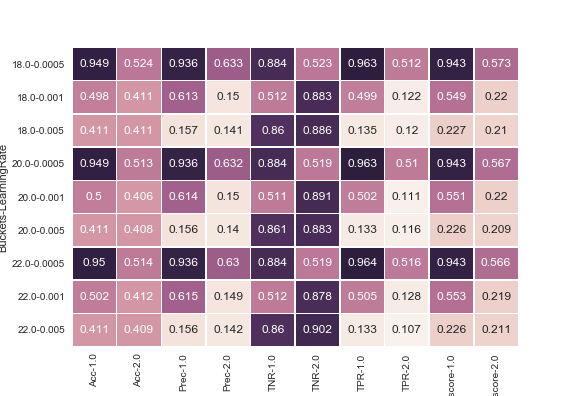 Buckets-LearningRate
18.0-0.0005 0.949 0.524 0.936 0.633 0.884 0.523 0.963 0.512 0.943 0.573
18.0-0.001 0.498 0.411 0.613 0.15 0.512 0.883 0.499 0.122 0.549 0.22
18.0-0.005 0.411 0.411 0.157 0.141 0.86 0.886 0.135 0.12 0.227 0.21
20.0-0.0005 0.949 0.513 0.936 0.632 0.884 0.519 0.963 0.51 0.943 0.567
20.0-0.001 0.5 0.406 0.614 0.15 0.511 0.891 0.502 0.111 0.551 0.22
20.0-0.005 0.411 0.408 0.156 0.14 0.861 0.883 0.133 0.116 0.226 0.209
22.0-0.0005 0.95 0.514 0.936 0.63 0.884 0.519 0.964 0.516 0.943 0.566
22.0-0.001 0.502 0.412 0.615 0.149 0.512 0.878 0.505 0.128 0.553 0.219
22.0-0.005 0.411 0.409 0.156 0.142 0.86 0.902 0.133 0.107 0.226 0.211
Acc-1.0 Acc-2.0 Prec-1.0 Prec-2.0 TNR-1.0 TNR-2.0 TPR-1.0 TPR-2.0 score-1.0 score-2.0